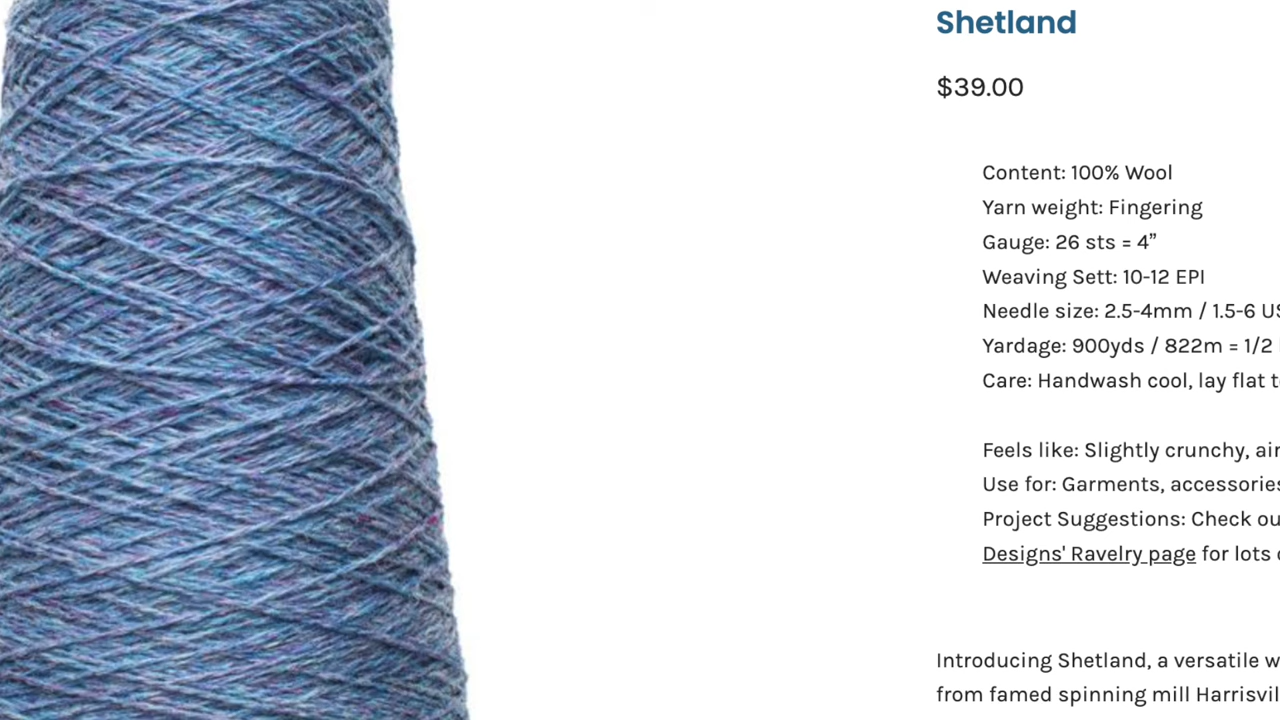 Shetland
$39.00
Content: 100% Wool
Yarn weight: Fingering
Gauge: 26 sts = 4”
Weaving Sett: 10-12 EPI
Needle size: 2.5-4mm / 1.5-6 US
Yardage: 900yds / 822m = 1/2
Care: Handwash cool, lay flat
Feels like: Slightly crunchy,
Use for: Garments, accessories
Project Suggestions: Check
Designs' Ravelry page for lots
Introducing Shetland, a versatile
from famed spinning mill